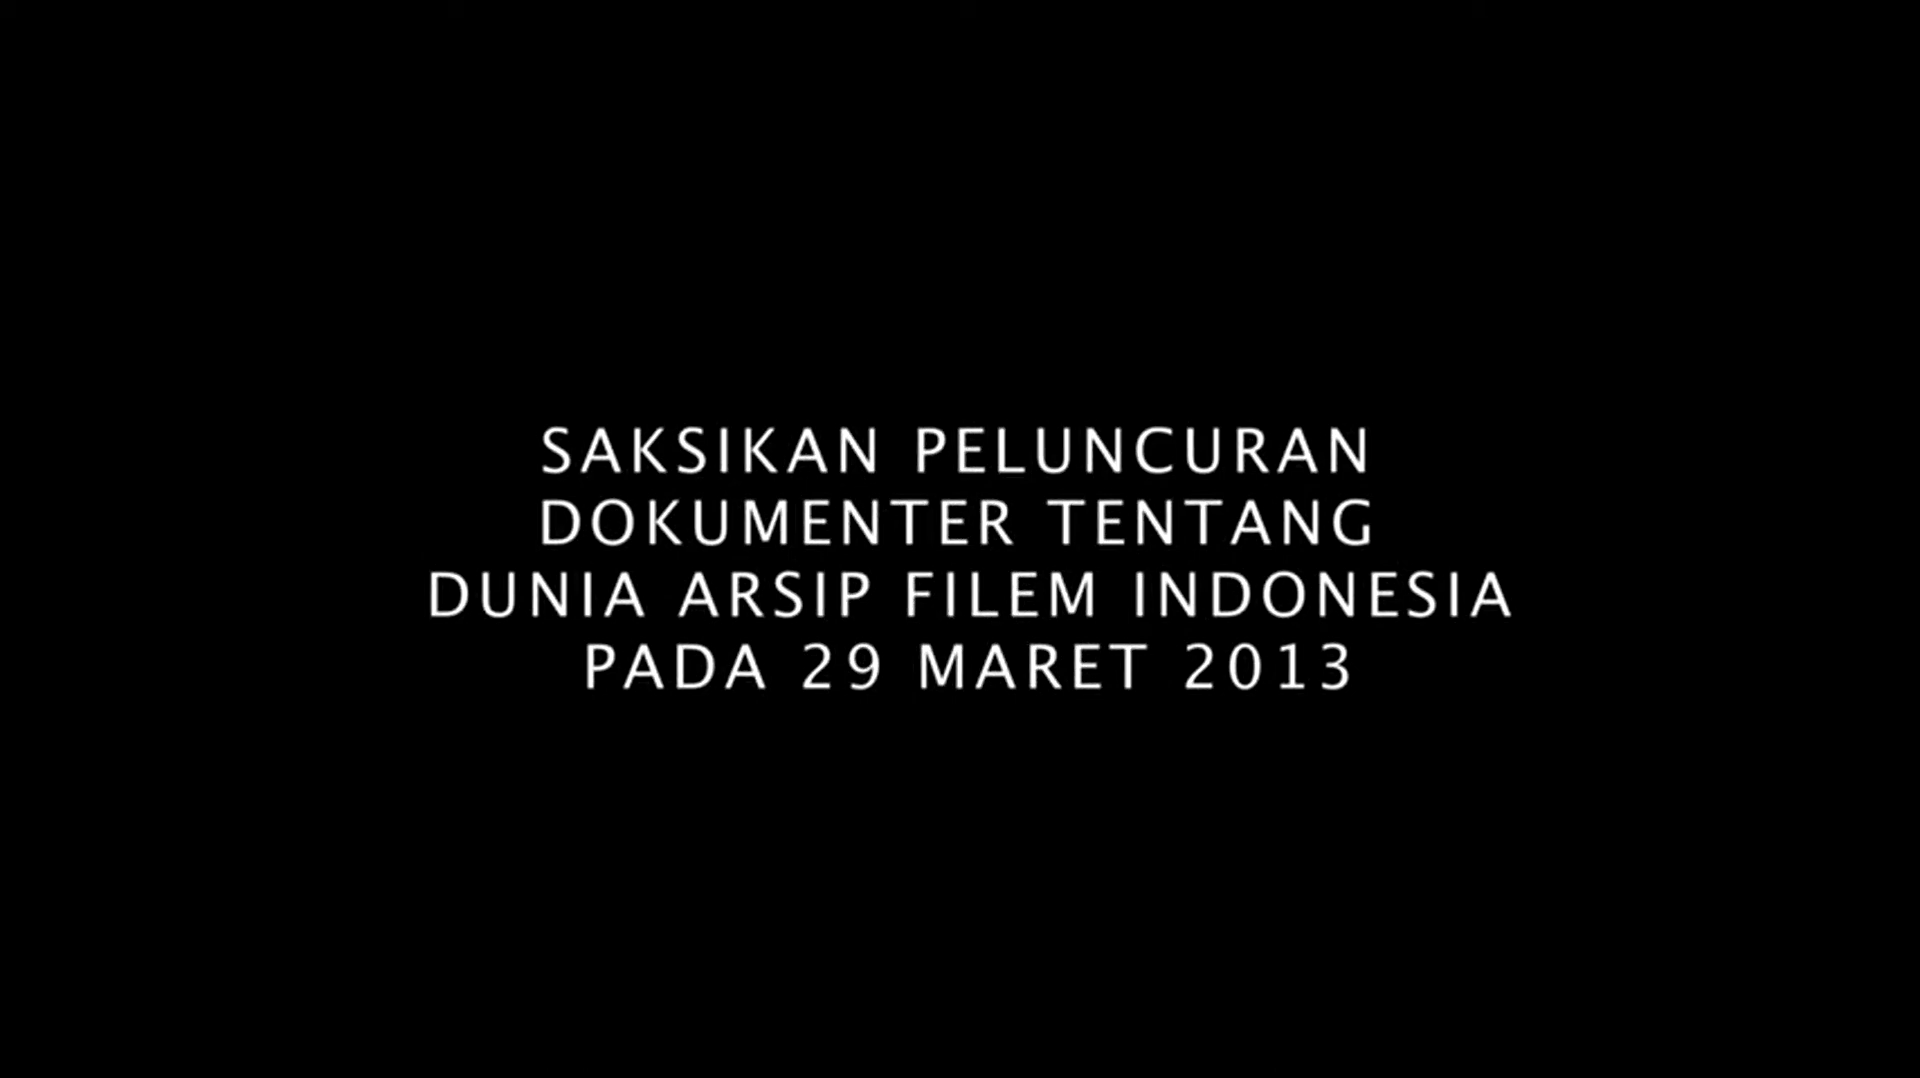 SAKSIKAN PELUNCURAN
DOKUMENTER TENTANG
DUNIA ARSIP FILEM INDONESIA
PADA 29 MARET 2013